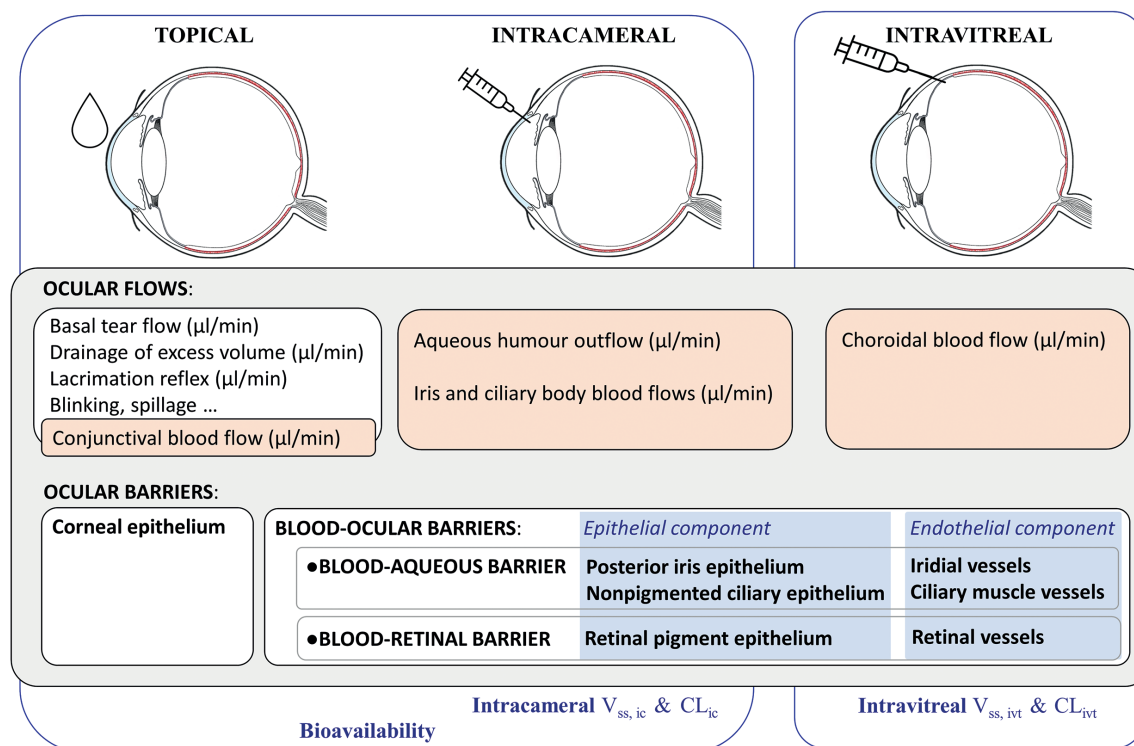 TOPICAL
INTRACAMERAL
INTRAVITREAL
OCULAR FLOWS:
Basal tear flow (µl/min)
Drainage of excess volume (µl/min)
Lacrimation reflex (µl/min)
Blinking, spillage ...
Conjunctival blood flow (µl/min)
Aqueous humour outflow (µl/min)
Iris and ciliary body blood flows (µl/min)
Choroidal blood flow (µl/min)
OCULAR BARRIERS:
Corneal epithelium
BLOOD-OCULAR BARRIERS:
Epithelial component
Endothelial component
●BLOOD-AQUEOUS BARRIER
Posterior iris epithelium
Nonpigmented ciliary epithelium
Iridial vessels
Ciliary muscle vessels
●BLOOD-RETINAL BARRIER
Retinal pigment epithelium
Retinal vessels
Intracameral Vss, ic & CLic
Bioavailability
Intravitreal Vss, ivt & CLivt